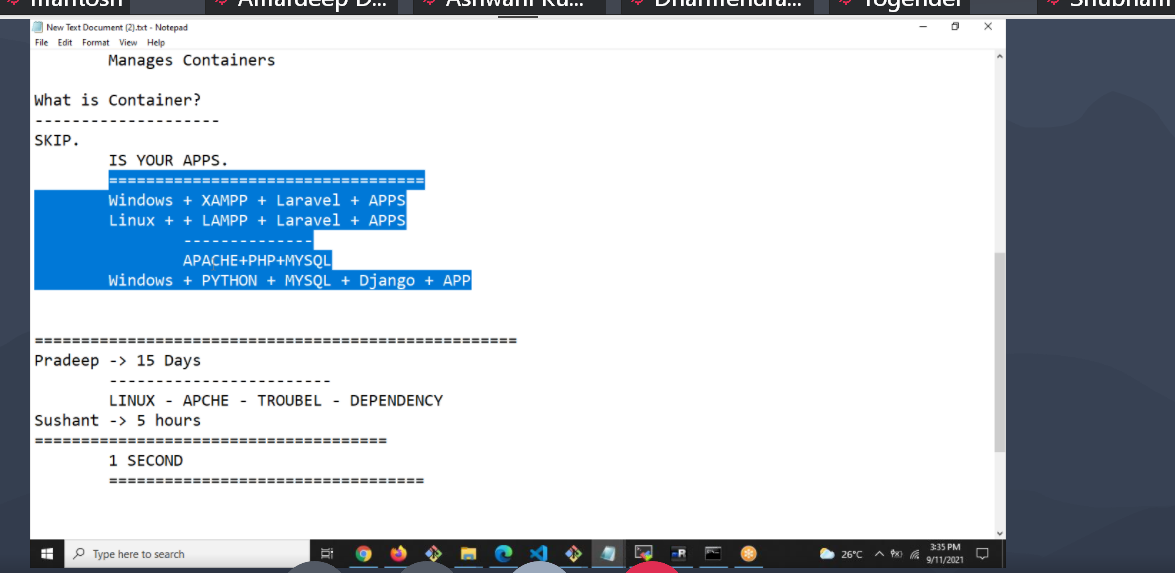 mantosh Amardeep D... Ashwani Ku... Dharmendra... Yogender Shubham
New Text Document (2).txt - Notepad
File Edit Format View Help
Manages Containers
What is Container?
--------------------
SKIP.
IS YOUR APPS.
==================================
Windows + XAMPP + Laravel + APPS
Linux + + LAMPP + Laravel + APPS
--------------
APACHE+PHP+MYSQL
Windows + PYTHON + MYSQL + Django + APP
====================================================
Pradeep -> 15 Days
------------------------
LINUX - APCHE - TROUBEL - DEPENDENCY
Sushant -> 5 hours
======================================
1 SECOND
==================================
Type here to search
26°C
3:35 PM
9/11/2021